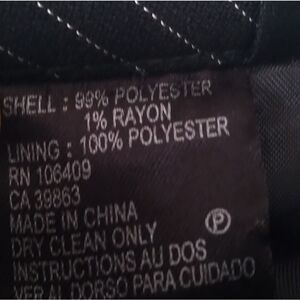 SHELL : 99% POLYESTER
1% RAYON
LINING : 100% POLYESTER
RN 106409
CA 39863
MADE IN CHINA
DRY CLEAN ONLY
P
INSTRUCTIONS AU DOS
VER AL DORSO PARA CUIDADO